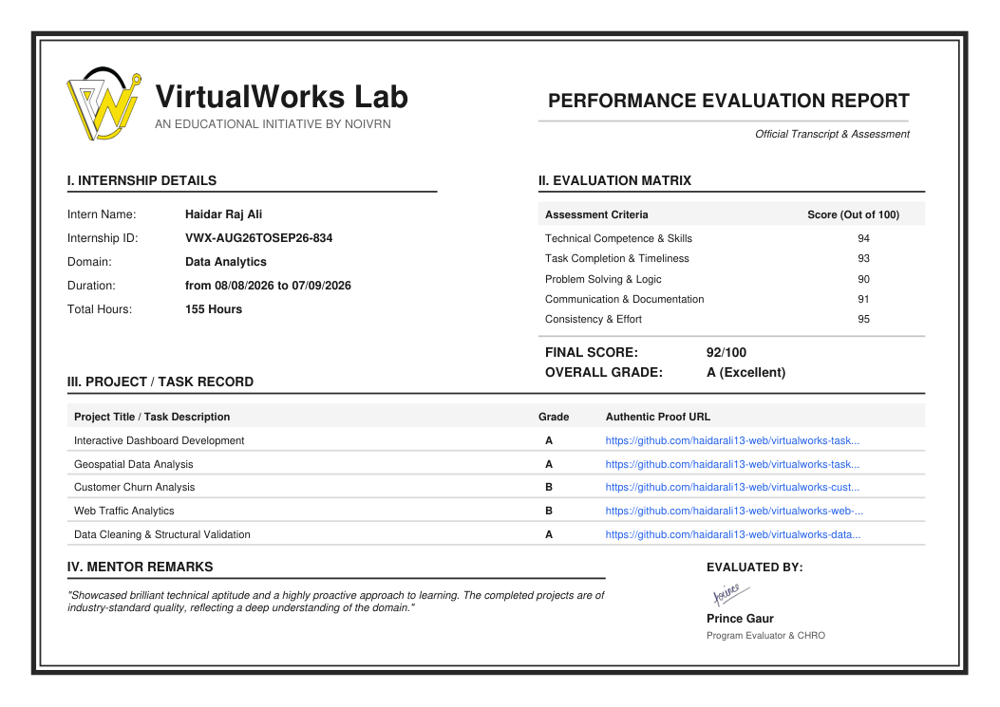 VirtualWorks Lab
AN EDUCATIONAL INITIATIVE BY NOIVRN
PERFORMANCE EVALUATION REPORT
Official Transcript & Assessment
I. INTERNSHIP DETAILS
Intern Name: Haidar Raj Ali
Internship ID: VWX-AUG26TOSEP26-834
Domain: Data Analytics
Duration: from 08/08/2026 to 07/09/2026
Total Hours: 155 Hours
II. EVALUATION MATRIX
Assessment Criteria Score (Out of 100)
Technical Competence & Skills 94
Task Completion & Timeliness 93
Problem Solving & Logic 90
Communication & Documentation 91
Consistency & Effort 95
FINAL SCORE: 92/100
OVERALL GRADE: A (Excellent)
III. PROJECT / TASK RECORD
Project Title / Task Description Grade Authentic Proof URL
Interactive Dashboard Development A https://github.com/haidarali13-web/virtualworks-task...
Geospatial Data Analysis A https://github.com/haidarali13-web/virtualworks-task...
Customer Churn Analysis B https://github.com/haidarali13-web/virtualworks-cust...
Web Traffic Analytics B https://github.com/haidarali13-web/virtualworks-web-...
Data Cleaning & Structural Validation A https://github.com/haidarali13-web/virtualworks-data...
IV. MENTOR REMARKS
"Showcased brilliant technical aptitude and a highly proactive approach to learning. The completed projects are of
industry-standard quality, reflecting a deep understanding of the domain."
EVALUATED BY:
Prince
Prince Gaur
Program Evaluator & CHRO